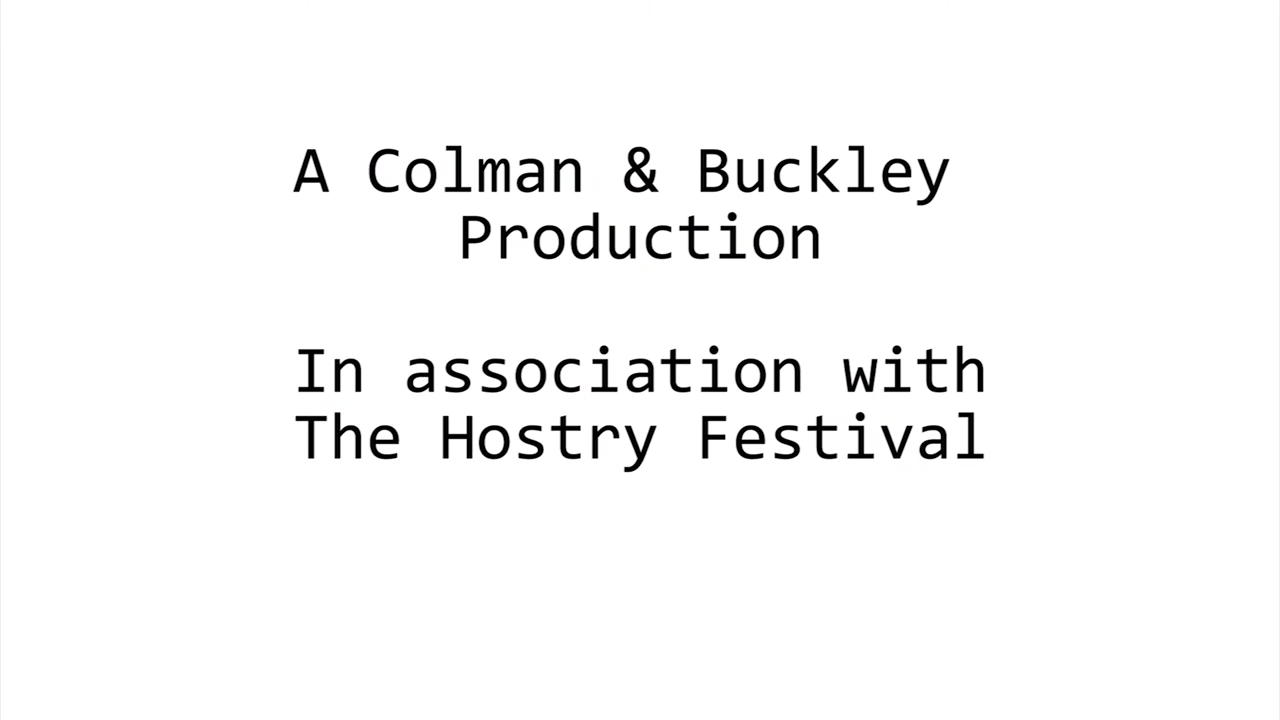 A Colman & Buckley
Production
In association with
The Hostry Festival